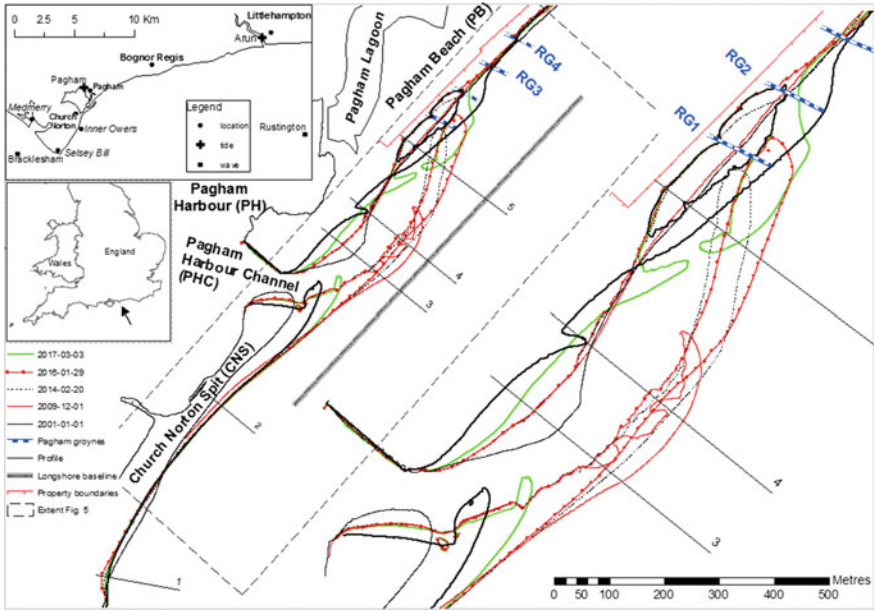 0 2.5 5 10 Km
Littlehampton
Arun
Bognor Regis
Pagham
Pagham
Medmerry
Church
Norton
Inner Owers
Selsey Bill
Bracklesham
Legend
location
tide
wave
Rustington
Wales
England
2017-03-03
2016-01-29
2014-02-20
2009-12-01
2001-01-01
Pagham groynes
Profile
Longshore baseline
Property boundaries
Extent Fig. 5
Pagham Lagoon
Pagham Beach (PB)
RG4
RG3
Pagham
Harbour (PH)
Pagham
Harbour Channel
(PHC)
Church Norton Spit (CNS)
1
2
3
4
5
RG2
RG1
4
3
Metres
0 50 100 200 300 400 500